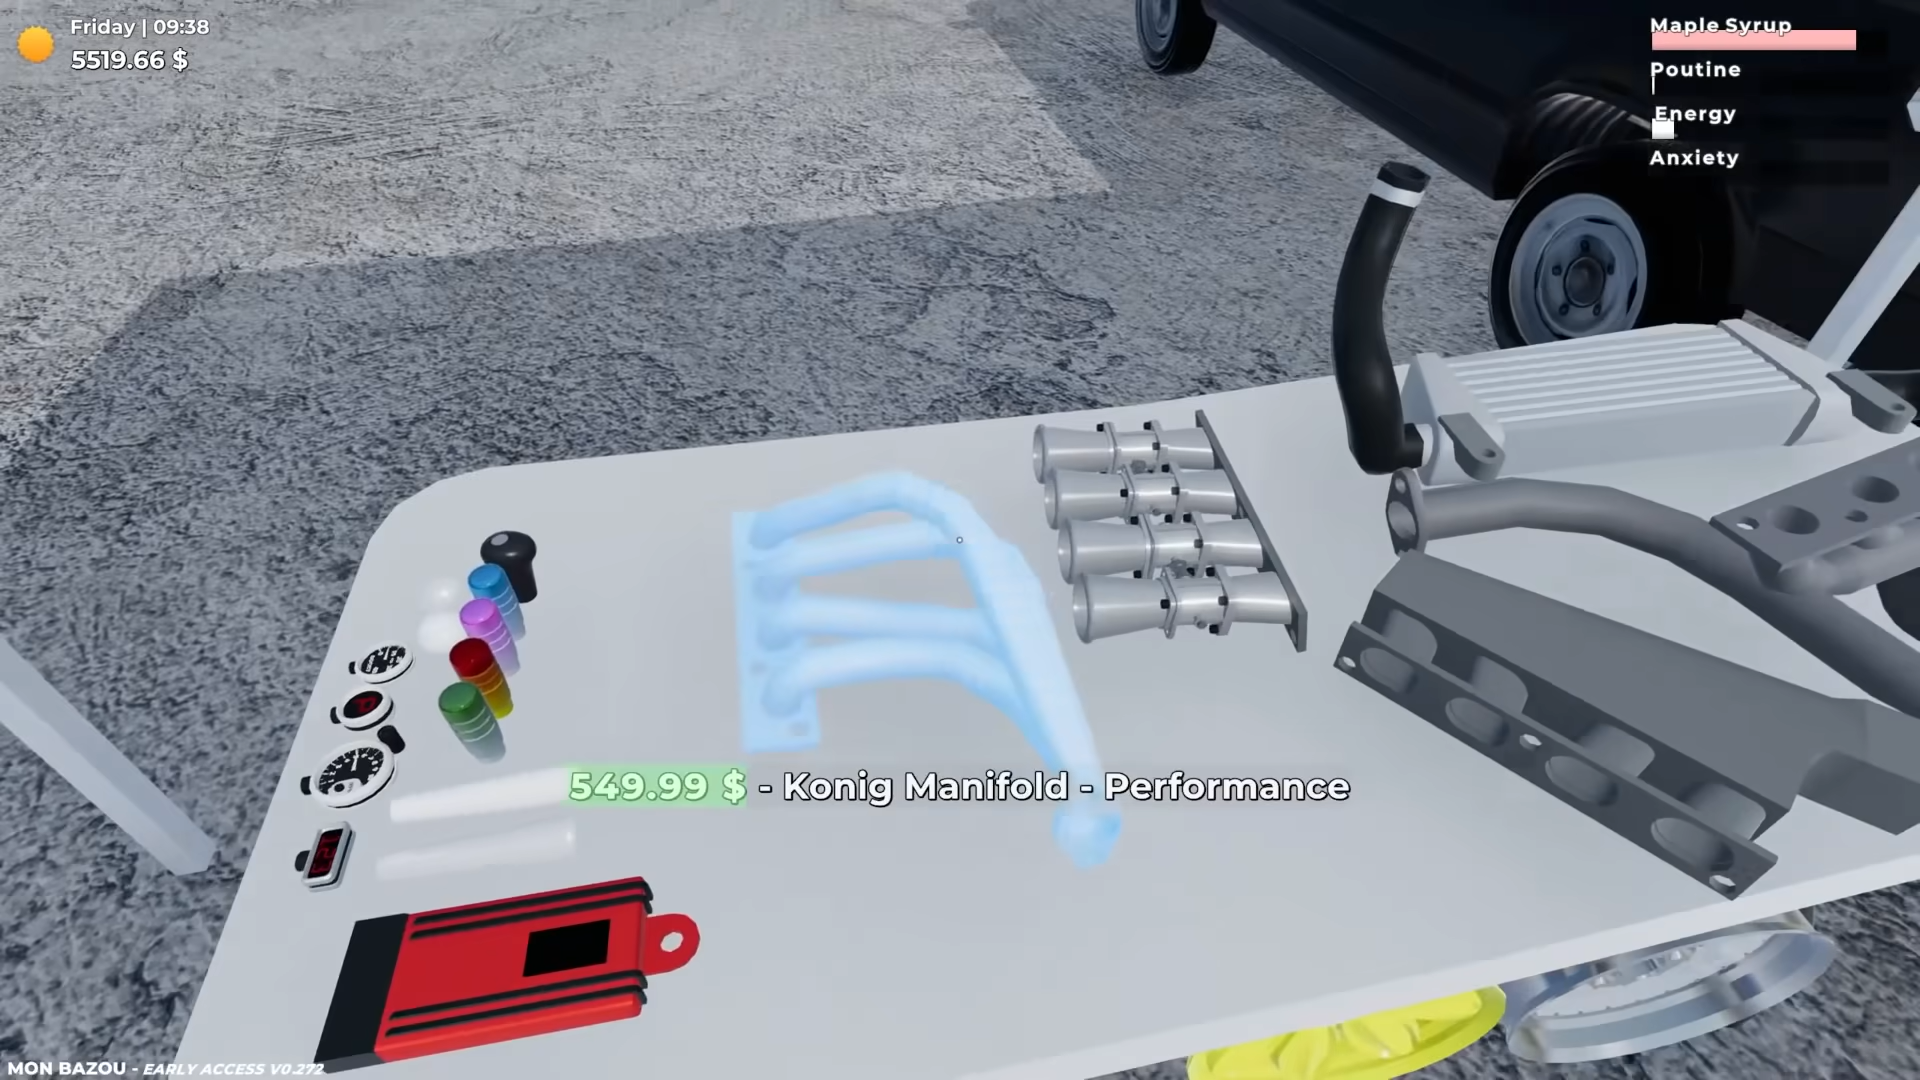 Friday | 09:38
5519.66 $
Maple Syrup
Poutine
Energy
Anxiety
549.99 $ - Konig Manifold - Performance
MON BAZOU - EARLY ACCESS V0.272